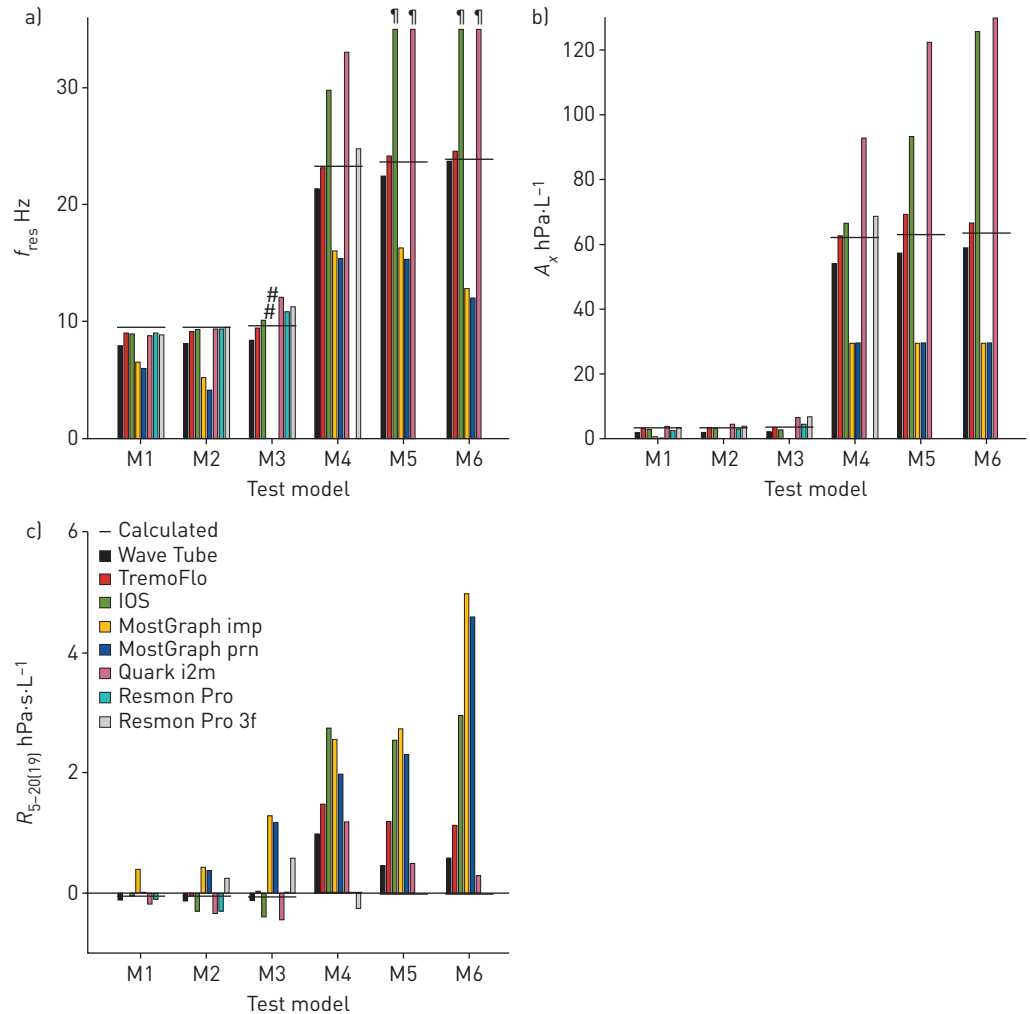 a)
¶ ¶ ¶ ¶
30
20
10
0
f_res Hz
#
#
M1 M2 M3 M4 M5 M6
Test model
b)
120
100
80
60
40
20
0
A_x hPa·L⁻¹
M1 M2 M3 M4 M5 M6
Test model
c)
6
4
2
0
R_5–20(19) hPa·s·L⁻¹
Calculated
Wave Tube
TremoFlo
IOS
MostGraph imp
MostGraph prn
Quark i2m
Resmon Pro
Resmon Pro 3f
M1 M2 M3 M4 M5 M6
Test model